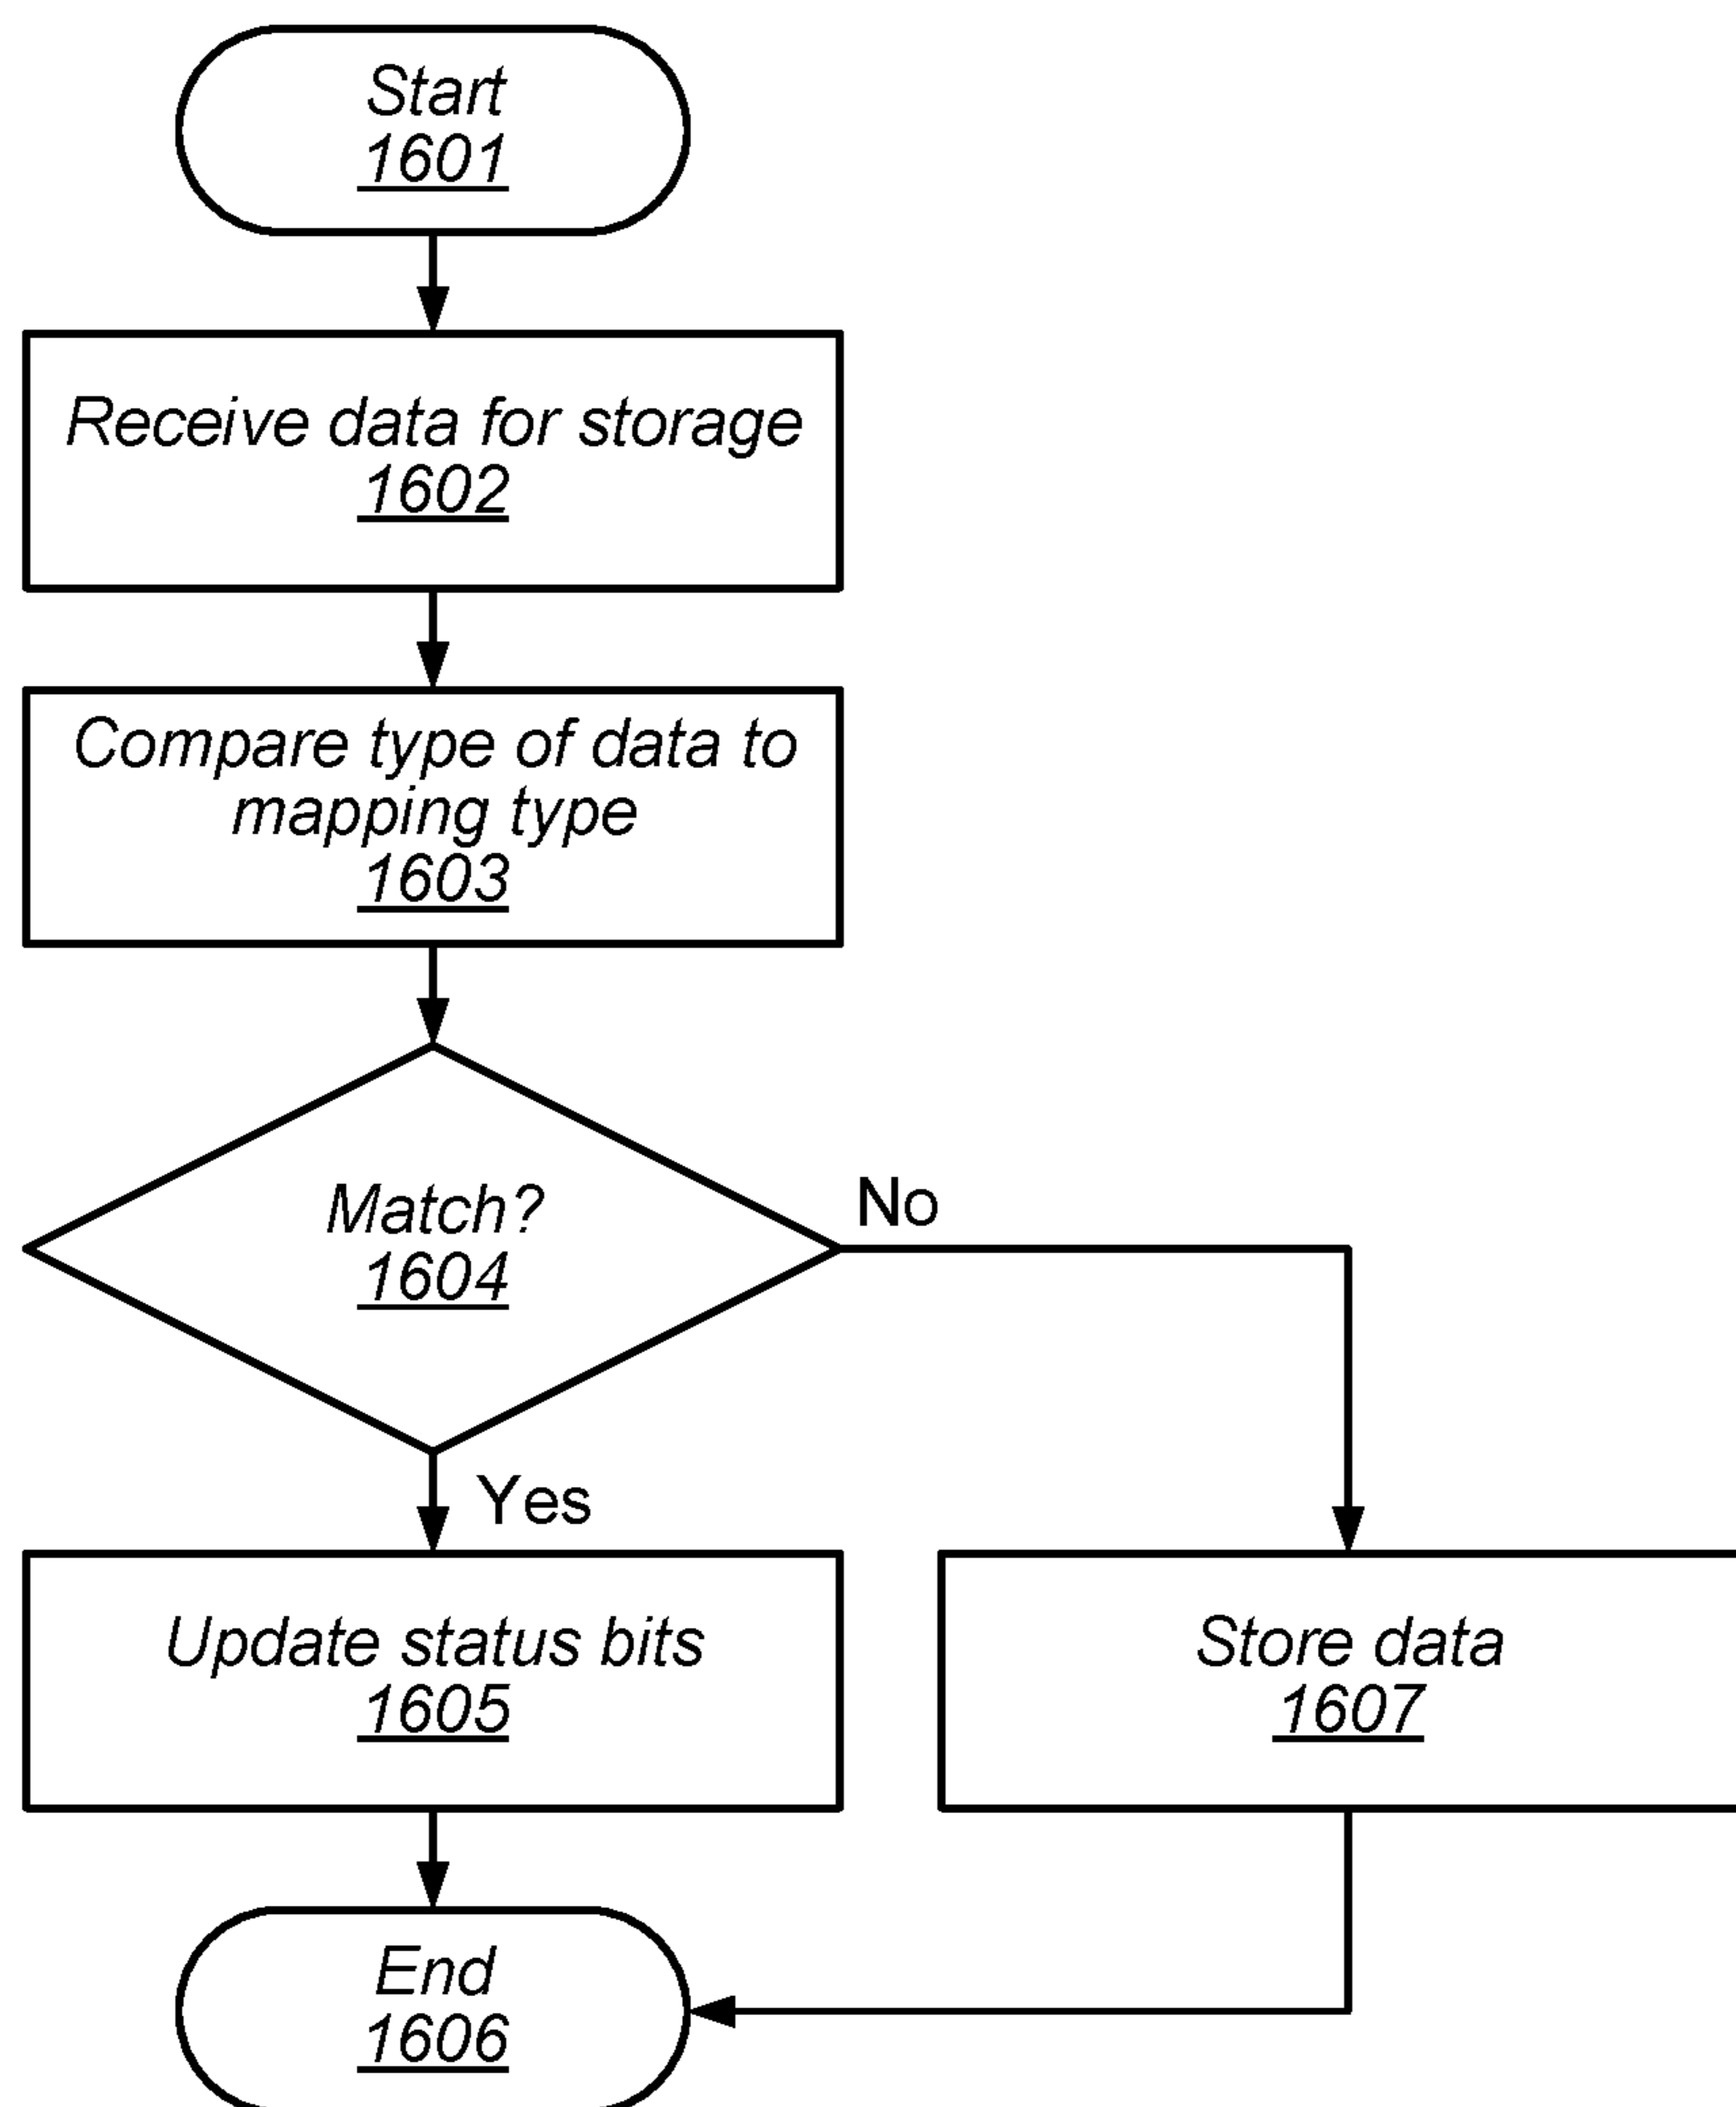 Start
1601
Receive data for storage
1602
Compare type of data to
mapping type
1603
Match?
1604
No
Yes
Update status bits
1605
Store data
1607
End
1606